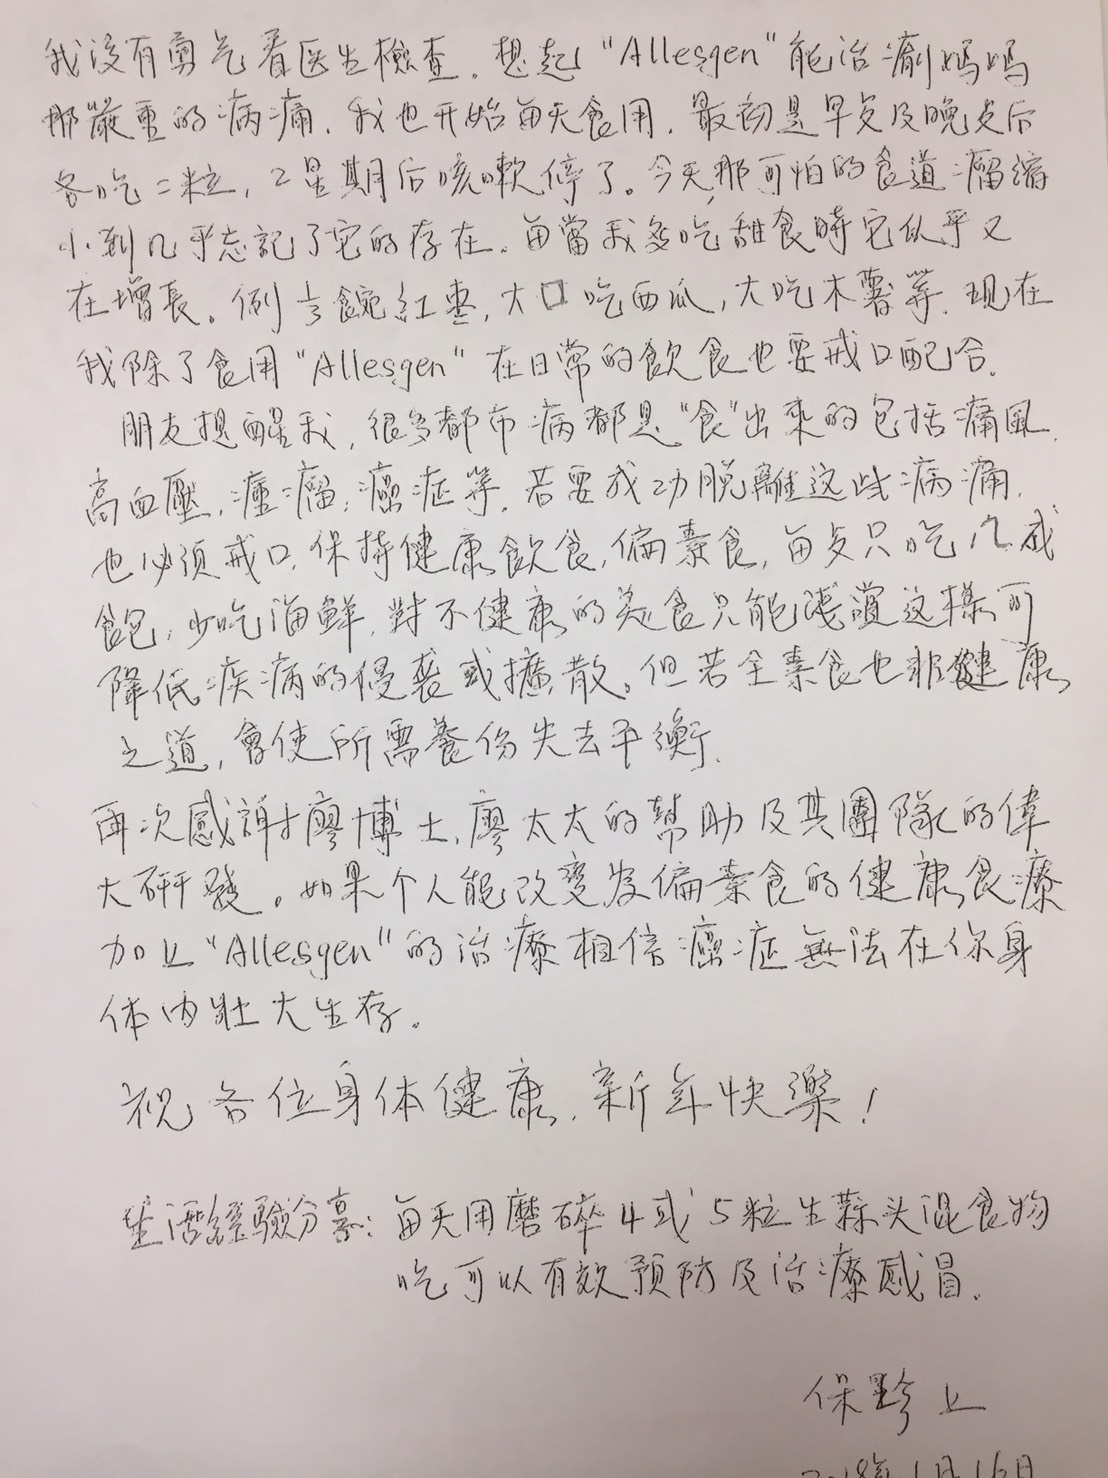 我没有勇气看医生檢查. 想起 "Allesgen" 能治癒妈妈
那嚴重的病痛. 我也开始每天食用. 最初是早歺及晚歺后
各吃二粒, 2星期后咳嗽停了。今天那可怕的食道瘤縮
小到几乎忘記了它的存在. 每當我多吃甜食時它似乎又
在增長。例 紅枣, 大口吃西瓜, 大吃木薯等. 现在
我除了食用 "Allesgen" 在日常的飲食也要戒口配合.
朋友提醒我, 很多都市病都是"食"出来的包括痛風.
高血壓, 瘇瘤, 癌症等. 若要成功脱離这些病痛.
也必须戒口, 保持健康飲食, 偏素食, 每歺只吃八成
飽, 少吃海鮮. 對不健康的美食只能浅嚐这樣可
降低疾病的侵袭或擴散。但若全素食也非健康
之道, 會使所需養份失去平衡.
再次感謝廖博士, 廖太太的幫助及其團隊的偉
大研發。如果个人能改變为偏素食的健康食療
加上 "Allesgen" 的治療相信癌症無法在你身
体内壯大生存。
祝各位身体健康, 新年快樂!
生活經驗分享: 每天用磨碎4或5粒生蒜头混食物
吃可以有效预防及治療感冒.
保 上
2018年1月16日